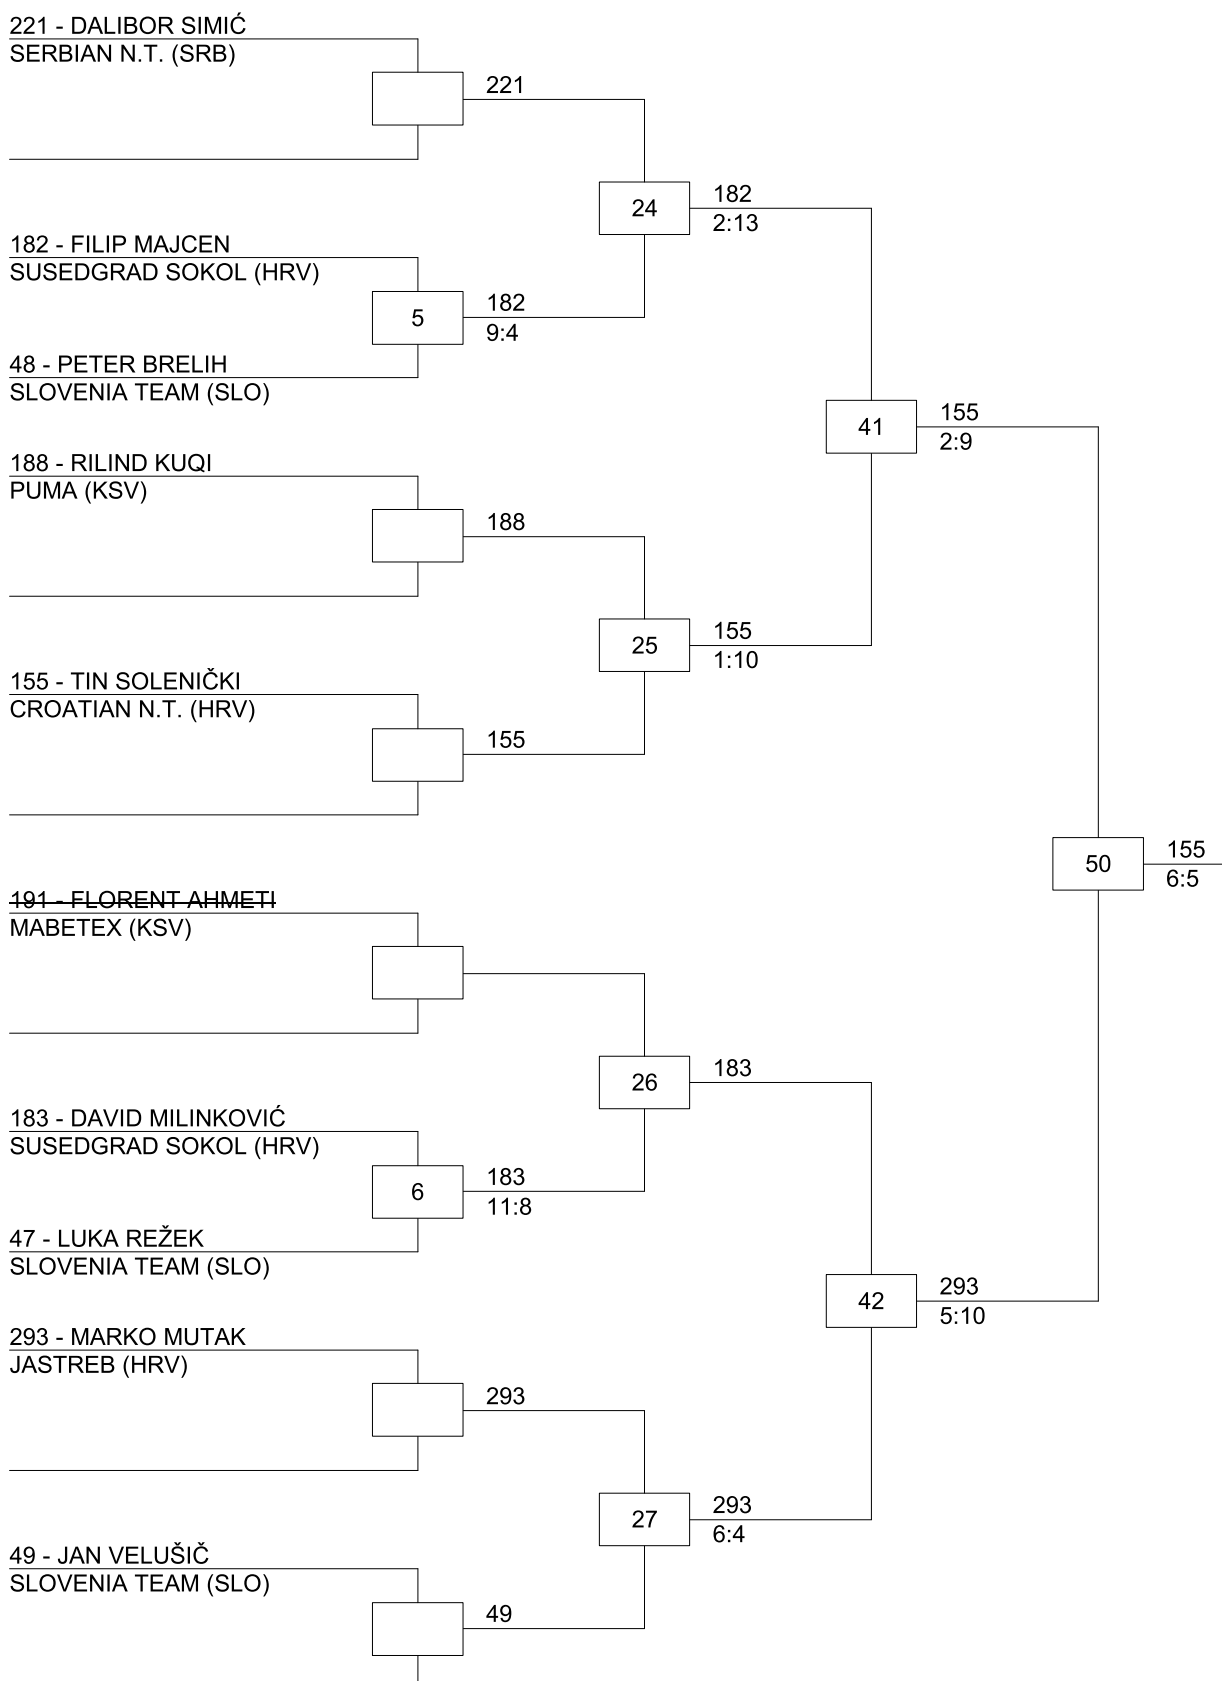 221 - DALIBOR SIMIĆ
SERBIAN N.T. (SRB)
221
24
182
2:13
182 - FILIP MAJCEN
SUSEDGRAD SOKOL (HRV)
5
182
9:4
48 - PETER BRELIH
SLOVENIA TEAM (SLO)
41
155
2:9
188 - RILIND KUQI
PUMA (KSV)
188
25
155
1:10
155 - TIN SOLENIČKI
CROATIAN N.T. (HRV)
155
50
155
6:5
191 - FLORENT AHMETI
MABETEX (KSV)
26
183
183 - DAVID MILINKOVIĆ
SUSEDGRAD SOKOL (HRV)
6
183
11:8
47 - LUKA REŽEK
SLOVENIA TEAM (SLO)
42
293
5:10
293 - MARKO MUTAK
JASTREB (HRV)
293
27
293
6:4
49 - JAN VELUŠIČ
SLOVENIA TEAM (SLO)
49